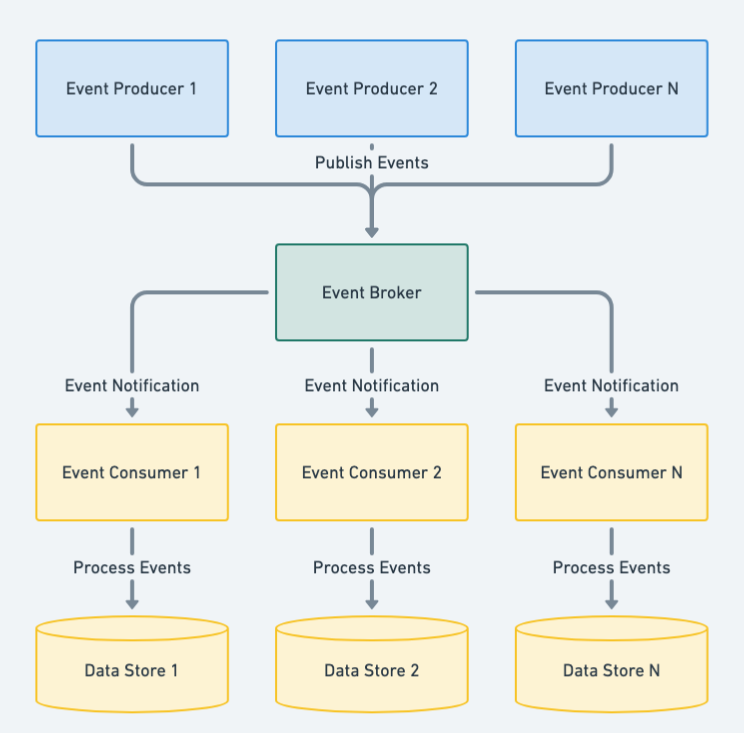 Event Producer 1
Event Producer 2
Event Producer N
Publish Events
Event Broker
Event Notification
Event Notification
Event Notification
Event Consumer 1
Event Consumer 2
Event Consumer N
Process Events
Process Events
Process Events
Data Store 1
Data Store 2
Data Store N